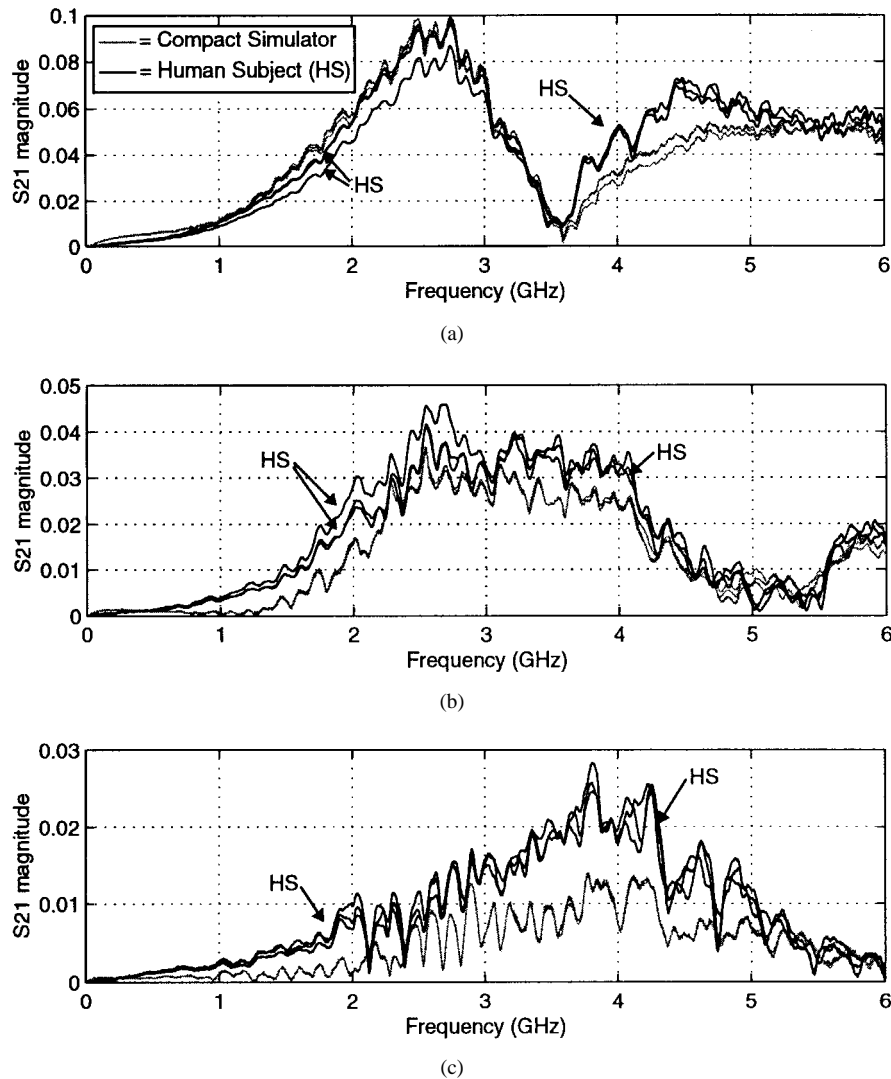 = Compact Simulator
= Human Subject (HS)
S21 magnitude
0.1
0.08
0.06
0.04
0.02
0
HS
HS
0 1 2 3 4 5 6
Frequency (GHz)
(a)
S21 magnitude
0.05
0.04
0.03
0.02
0.01
0
HS
HS
0 1 2 3 4 5 6
Frequency (GHz)
(b)
S21 magnitude
0.03
0.02
0.01
0
HS
HS
0 1 2 3 4 5 6
Frequency (GHz)
(c)